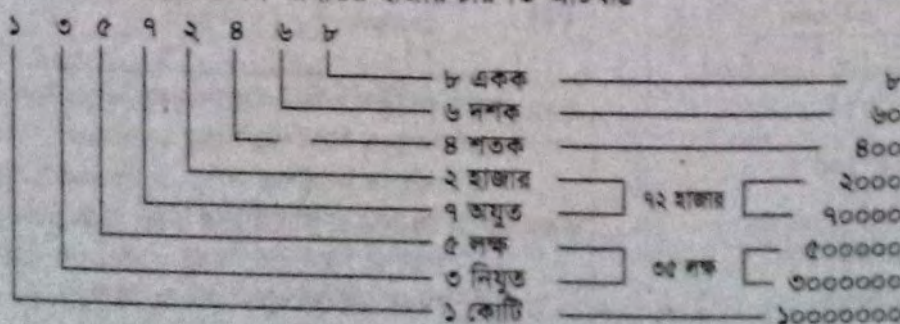 ১ ৩ ৫ ৭ ২ ৪ ৬ ৮
৮ একক ৮
৬ দশক ৬০
৪ শতক ৪০০
২ হাজার ২০০০
৭২ হাজার
৭ অযুত ৭০০০০
৫ লক্ষ ৫০০০০০
৩৫ লক্ষ
৩ নিযুত ৩০০০০০০
১ কোটি ১০০০০০০০